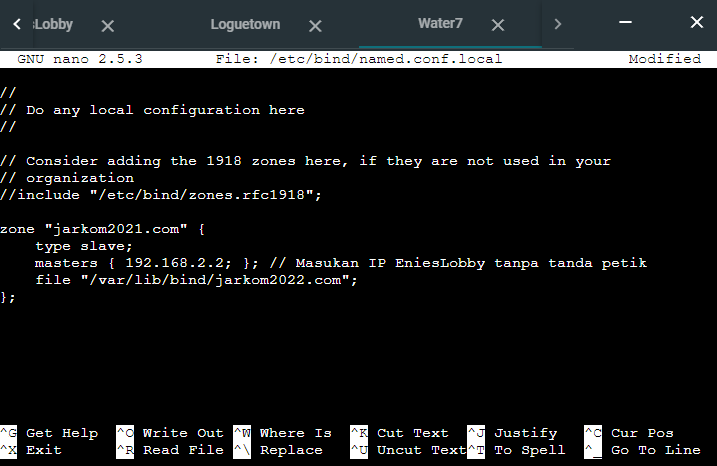 sLobby × Loguetown × Water7 ×
GNU nano 2.5.3 File: /etc/bind/named.conf.local Modified
//
// Do any local configuration here
//
// Consider adding the 1918 zones here, if they are not used in your
// organization
//include "/etc/bind/zones.rfc1918";
zone "jarkom2021.com" {
    type slave;
    masters { 192.168.2.2; }; // Masukan IP EniesLobby tanpa tanda petik
    file "/var/lib/bind/jarkom2022.com";
};
^G Get Help ^O Write Out ^W Where Is ^K Cut Text ^J Justify ^C Cur Pos
^X Exit ^R Read File ^\ Replace ^U Uncut Text ^T To Spell ^_ Go To Line